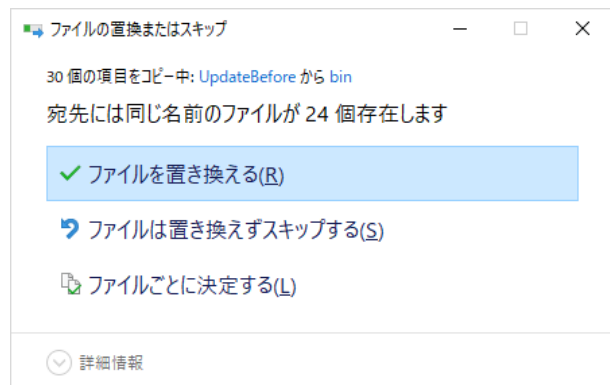 ファイルの置換またはスキップ
30 個の項目をコピー中: UpdateBefore から bin
宛先には同じ名前のファイルが 24 個存在します
ファイルを置き換える(R)
ファイルは置き換えずスキップする(S)
ファイルごとに決定する(L)
詳細情報